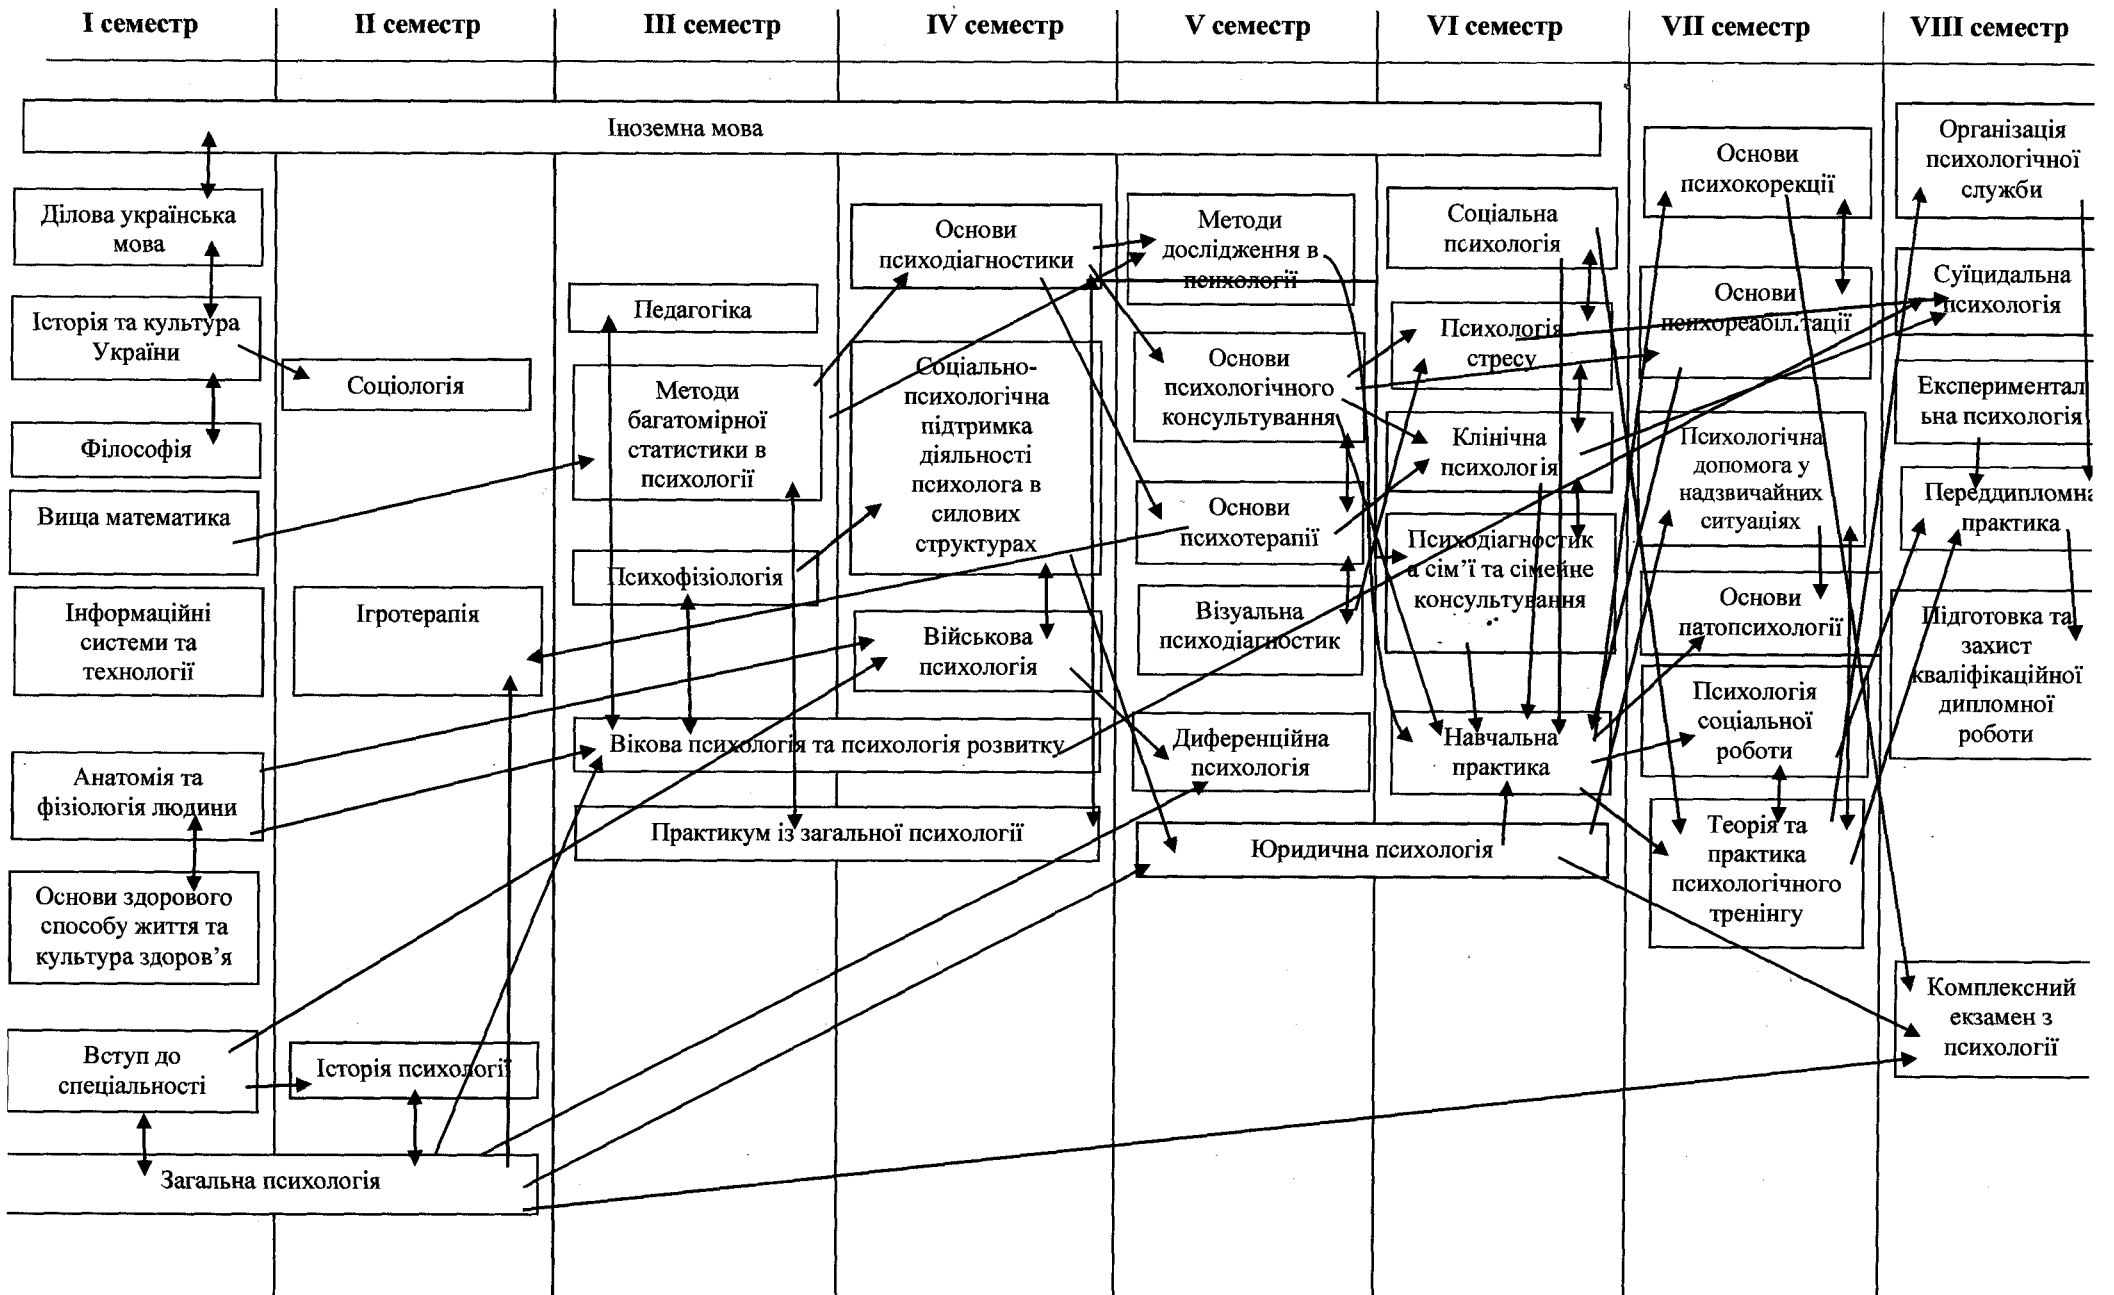 I семестр
II семестр
III семестр
IV семестр
V семестр
VI семестр
VII семестр
VIII семестр
Іноземна мова
Ділова українська
мова
Історія та культура
України
Філософія
Вища математика
Інформаційні
системи та
технології
Анатомія та
фізіологія людини
Основи здорового
способу життя та
культура здоров’я
Вступ до
спеціальності
Загальна психологія
Соціологія
Ігротерапія
Історія психології
Педагогіка
Методи
багатомірної
статистики в
психології
Психофізіологія
Вікова психологія та психологія розвитку
Практикум із загальної психології
Основи
психодіагностики
Соціально-
психологічна
підтримка
діяльності
психолога в
силових
структурах
Військова
психологія
Методи
дослідження в
психології
Основи
психологічного
консультування
Основи
психотерапії
Візуальна
психодіагностик
Диференційна
психологія
Юридична психологія
Соціальна
психологія
Психологія
стресу
Клінічна
психологія
Психодіагностик
а сім’ї та сімейне
консультування
Навчальна
практика
Основи
психокорекції
Основи
психореабілітації
Психологічна
допомога у
надзвичайних
ситуаціях
Основи
патопсихології
Психологія
соціальної
роботи
Теорія та
практика
психологічного
тренінгу
Організація
психологічної
служби
Суїцидальна
психологія
Експериментал
ьна психологія
Переддипломна
практика
Підготовка та
захист
кваліфікаційної
дипломної
роботи
Комплексний
екзамен з
психології